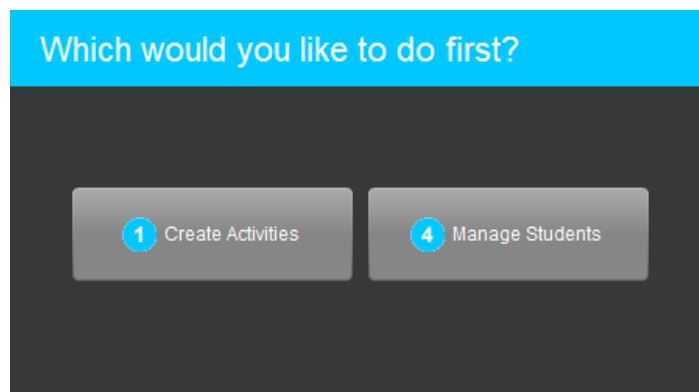 Which would you like to do first?
1 Create Activities
4 Manage Students